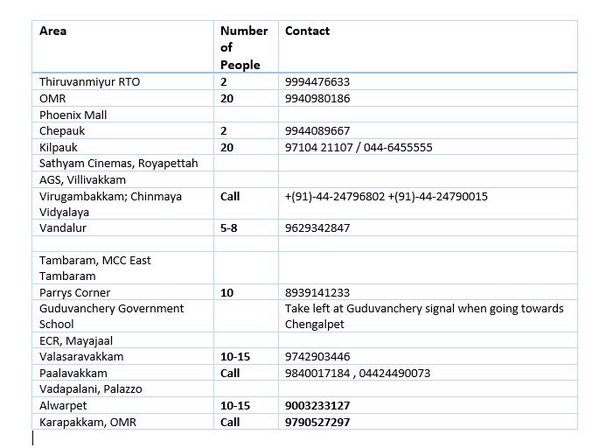 Area Number of People Contact
Thiruvanmiyur RTO 2 9994476633
OMR 20 9940980186
Phoenix Mall
Chepauk 2 9944089667
Kilpauk 20 97104 21107 / 044-6455555
Sathyam Cinemas, Royapettah
AGS, Villivakkam
Virugambakkam; Chinmaya Call +(91)-44-24796802 +(91)-44-24790015
Vidyalaya
Vandalur 5-8 9629342847
Tambaram, MCC East
Tambaram
Parrys Corner 10 8939141233
Guduvanchery Government Take left at Guduvanchery signal when going towards
School Chengalpet
ECR, Mayajaal
Valasaravakkam 10-15 9742903446
Paalavakkam Call 9840017184 , 04424490073
Vadapalani, Palazzo
Alwarpet 10-15 9003233127
Karapakkam, OMR Call 9790527297